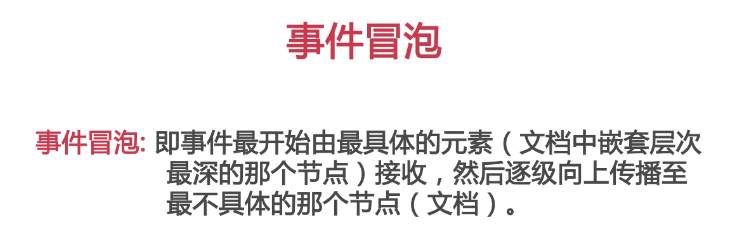 事件冒泡
事件冒泡: 即事件最开始由最具体的元素（文档中嵌套层次
最深的那个节点）接收，然后逐级向上传播至
最不具体的那个节点（文档）。